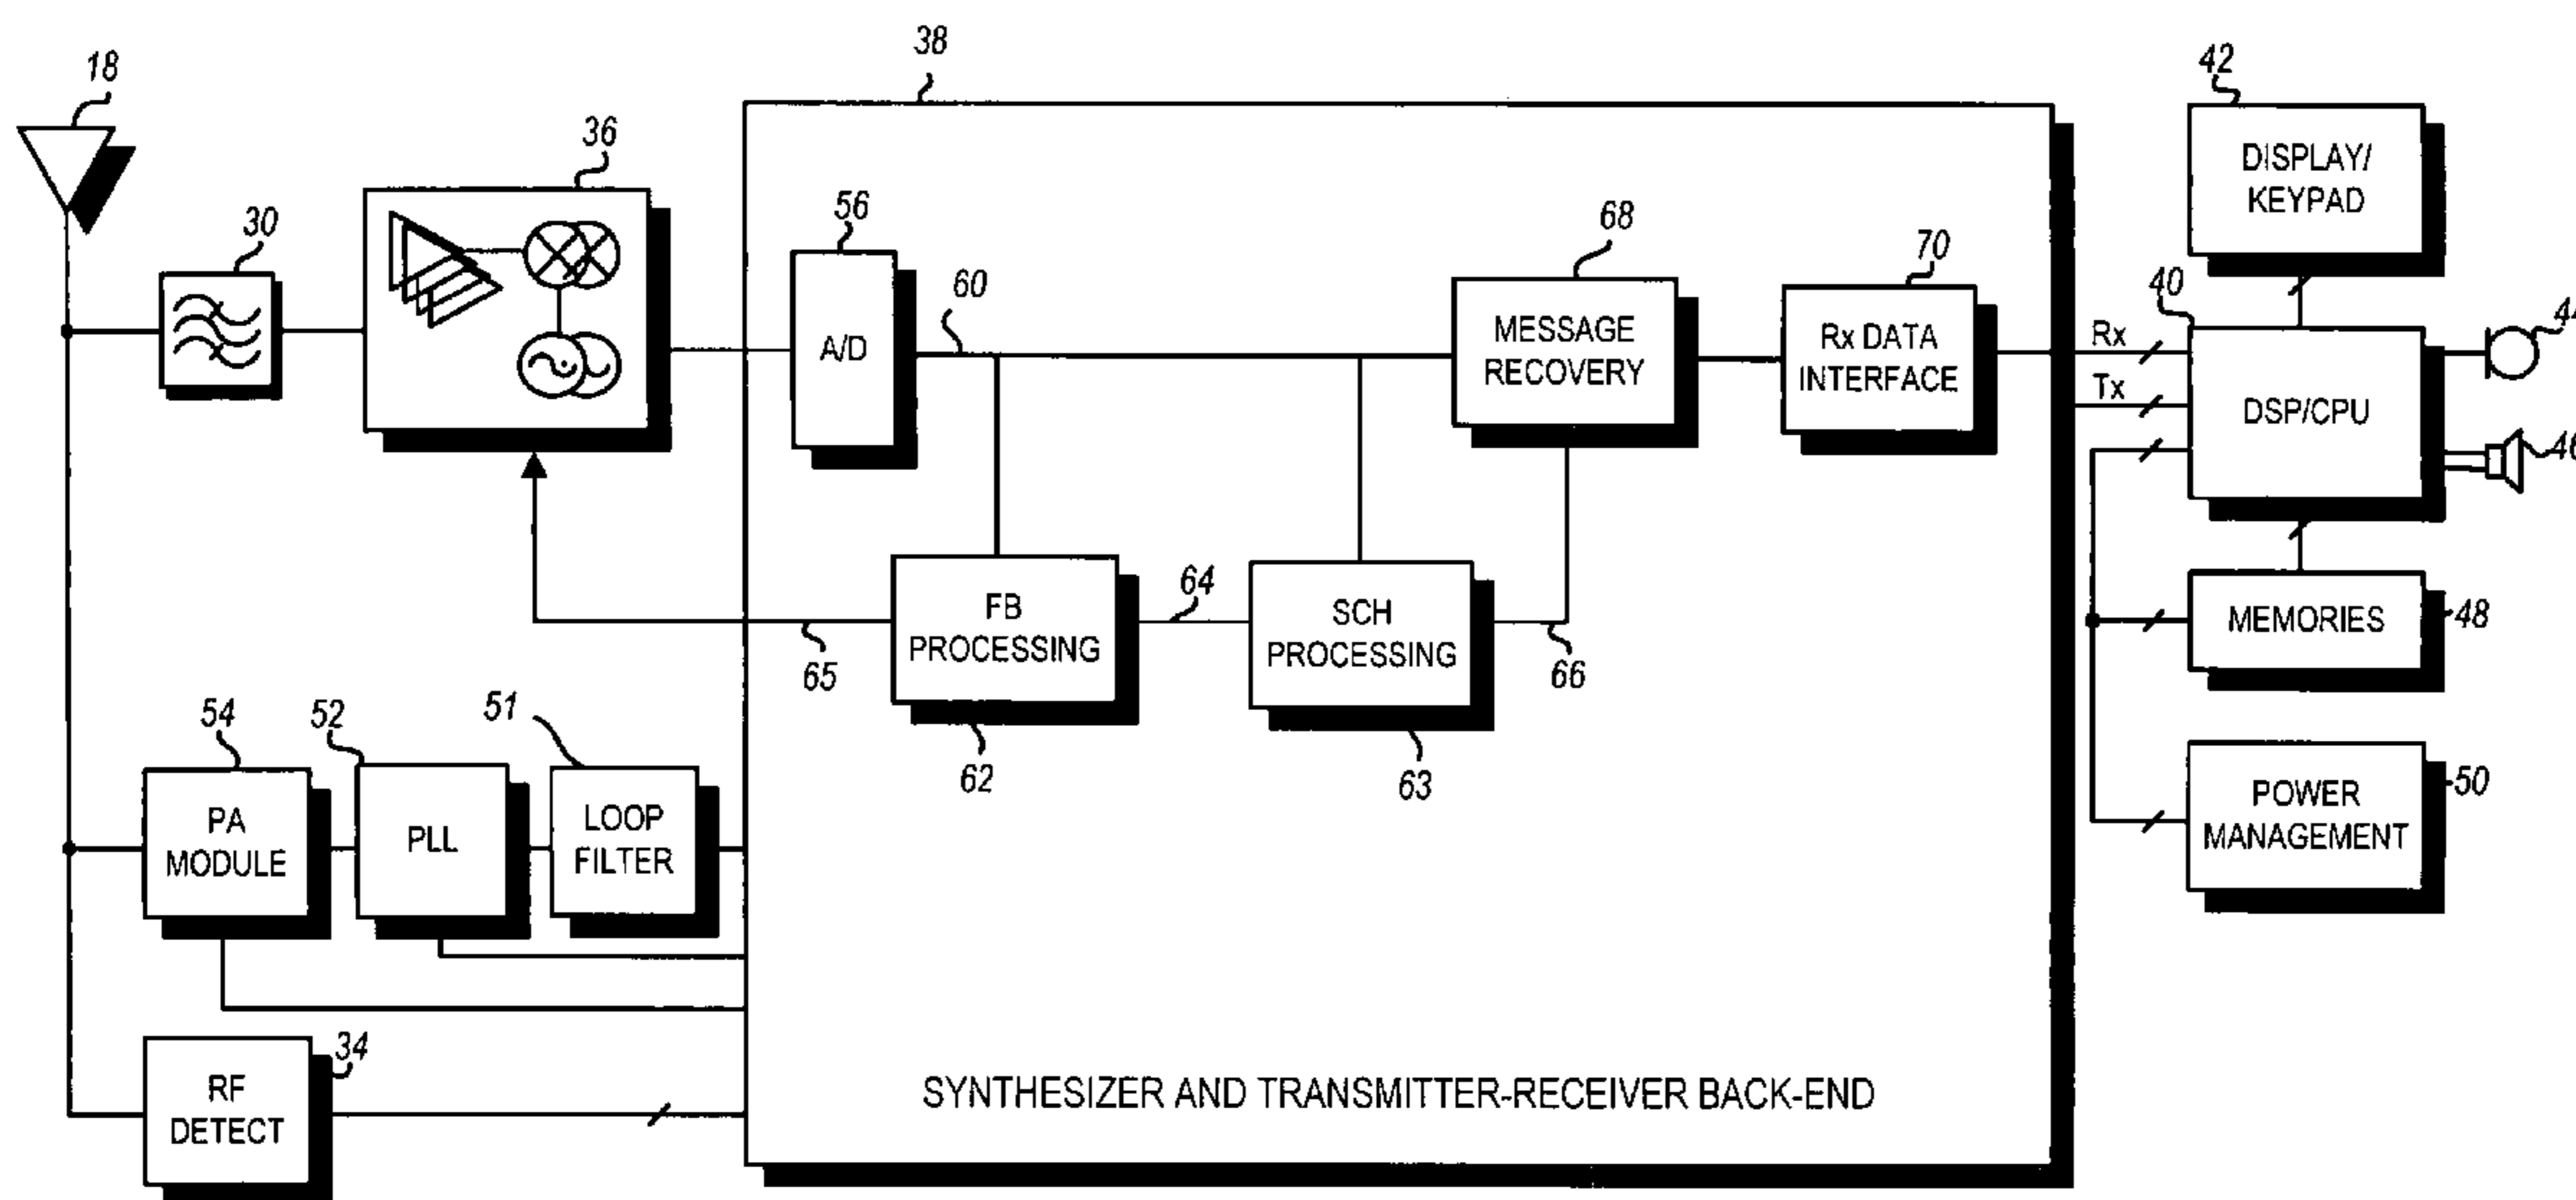 38
42
18
36
DISPLAY/
KEYPAD
30
56
68
70
40
60
MESSAGE
RECOVERY
Rx DATA
INTERFACE
A/D
Rx
Tx
DSP/CPU
44
46
FB
PROCESSING
64
SCH
PROCESSING
65
66
62
63
MEMORIES
48
54
52
51
PA
MODULE
PLL
LOOP
FILTER
POWER
MANAGEMENT
50
34
RF
DETECT
SYNTHESIZER AND TRANSMITTER-RECEIVER BACK-END